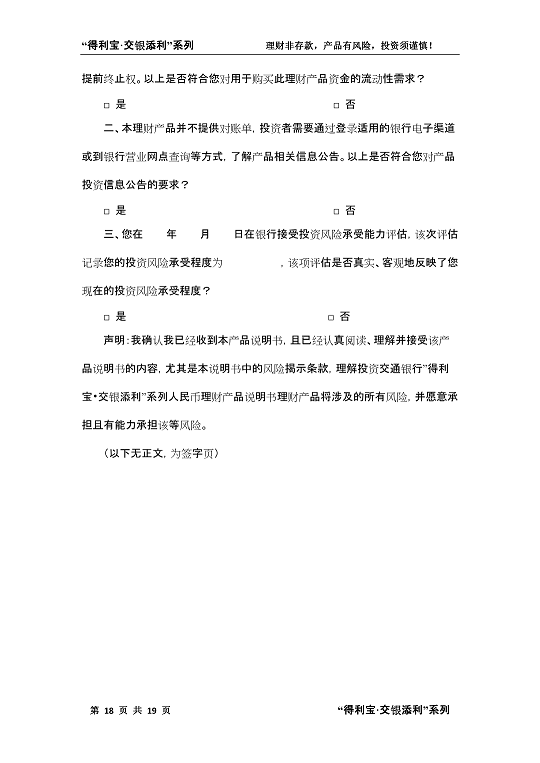 “得利宝·交银添利”系列 理财非存款，产品有风险，投资须谨慎！
提前终止权。以上是否符合您对用于购买此理财产品资金的流动性需求？
□ 是 □ 否
二、本理财产品并不提供对账单，投资者需要通过登录适用的银行电子渠道
或到银行营业网点查询等方式，了解产品相关信息公告。以上是否符合您对产品
投资信息公告的要求？
□ 是 □ 否
三、您在 年 月 日在银行接受投资风险承受能力评估，该次评估
记录您的投资风险承受程度为 ，该项评估是否真实、客观地反映了您
现在的投资风险承受程度？
□ 是 □ 否
声明：我确认我已经收到本产品说明书，且已经认真阅读、理解并接受该产
品说明书的内容，尤其是本说明书中的风险揭示条款，理解投资交通银行“得利
宝•交银添利”系列人民币理财产品说明书理财产品将涉及的所有风险，并愿意承
担且有能力承担该等风险。
（以下无正文，为签字页）
第 18 页 共 19 页 “得利宝·交银添利”系列